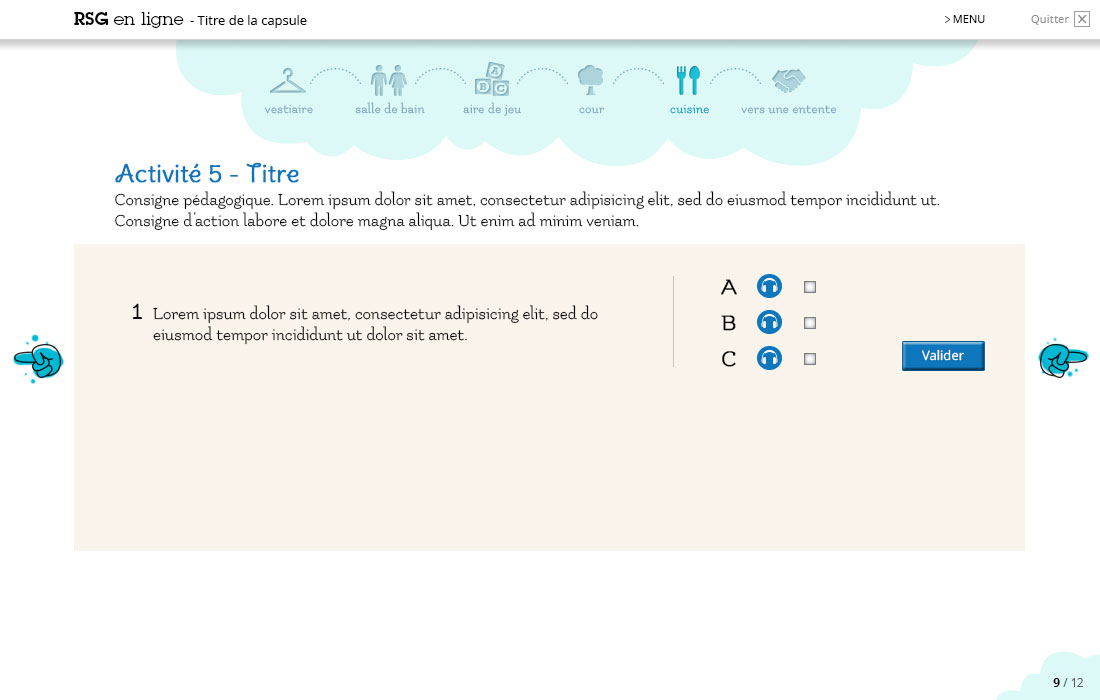 RSG en ligne - Titre de la capsule
> MENU
Quitter
vestiaire
salle de bain
aire de jeu
cour
cuisine
vers une entente
A
D C
Activité 5 - Titre
Consigne pédagogique. Lorem ipsum dolor sit amet, consectetur adipisicing elit, sed do eiusmod tempor incididunt ut.
Consigne d'action labore et dolore magna aliqua. Ut enim ad minim veniam.
1 Lorem ipsum dolor sit amet, consectetur adipisicing elit, sed do
eiusmod tempor incididunt ut dolor sit amet.
A
B
C
Valider
9 / 12